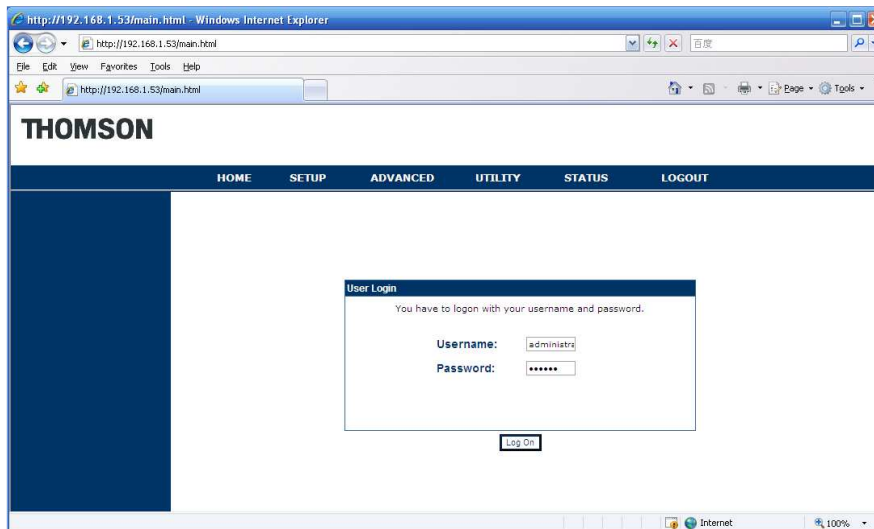 http://192.168.1.53/main.html - Windows Internet Explorer
http://192.168.1.53/main.html
百度
File Edit View Favorites Tools Help
http://192.168.1.53/main.html
Page Tools
THOMSON
HOME SETUP ADVANCED UTILITY STATUS LOGOUT
User Login
You have to logon with your username and password.
Username: administra
Password: ••••••
Log On
Internet 100%